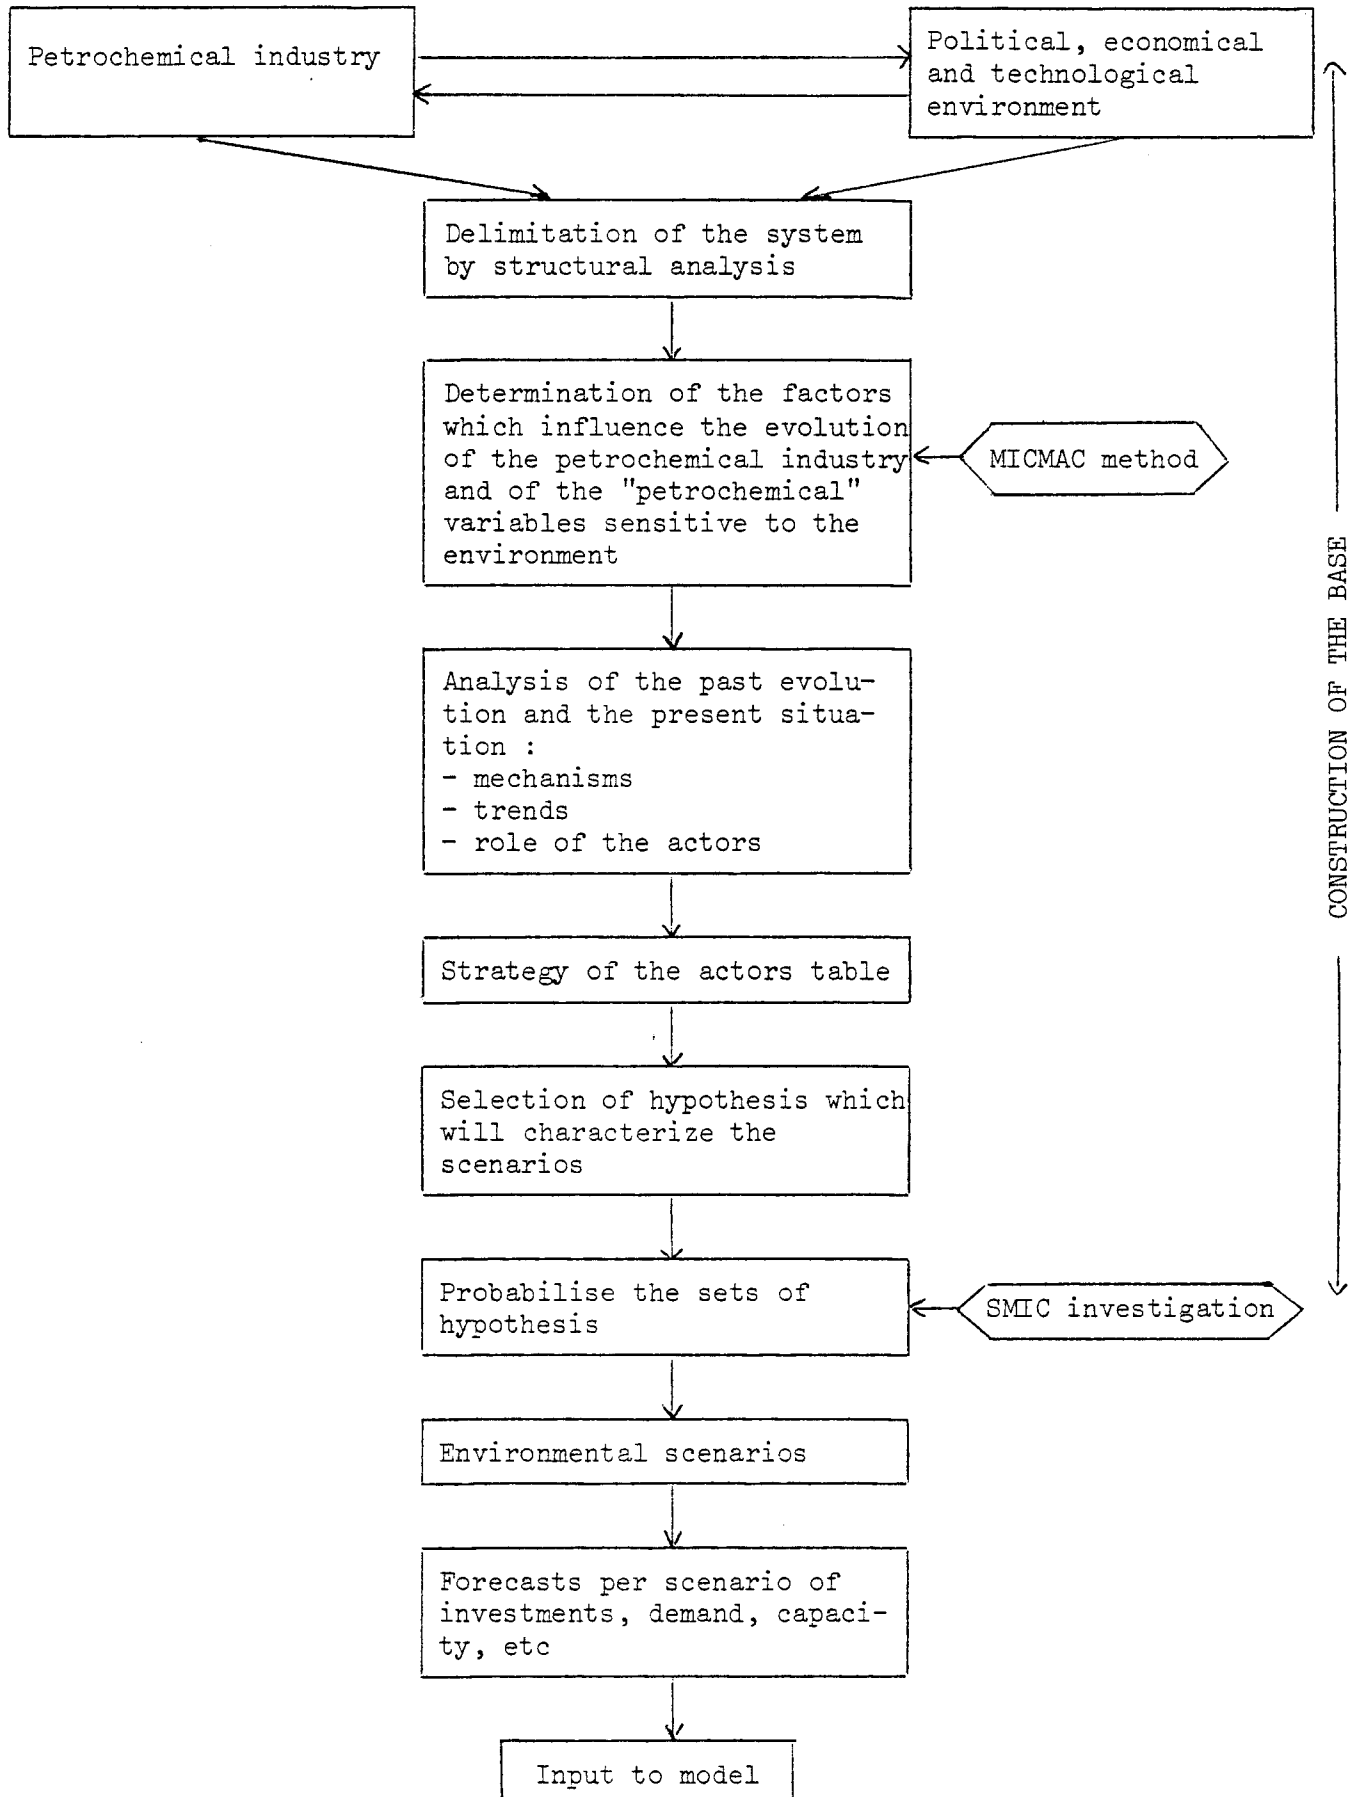 Petrochemical industry
Political, economical
and technological
environment
Delimitation of the system
by structural analysis
Determination of the factors
which influence the evolution
of the petrochemical industry
and of the "petrochemical"
variables sensitive to the
environment
MICMAC method
Analysis of the past evolu-
tion and the present situa-
tion :
- mechanisms
- trends
- role of the actors
CONSTRUCTION OF THE BASE
Strategy of the actors table
Selection of hypothesis which
will characterize the
scenarios
Probabilise the sets of
hypothesis
SMIC investigation
Environmental scenarios
Forecasts per scenario of
investments, demand, capaci-
ty, etc
Input to model